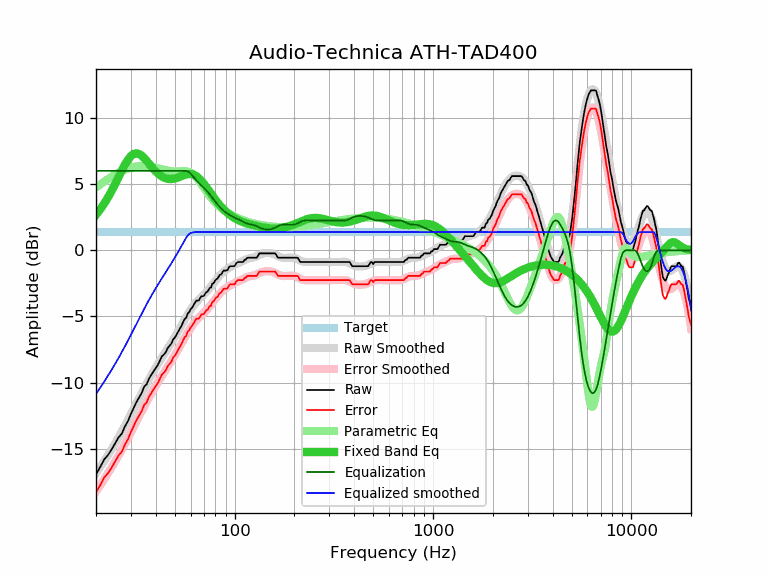 Audio-Technica ATH-TAD400
10
5
0
−5
−10
−15
Amplitude (dBr)
Target
Raw Smoothed
Error Smoothed
Raw
Error
Parametric Eq
Fixed Band Eq
Equalization
Equalized smoothed
100
1000
10000
Frequency (Hz)